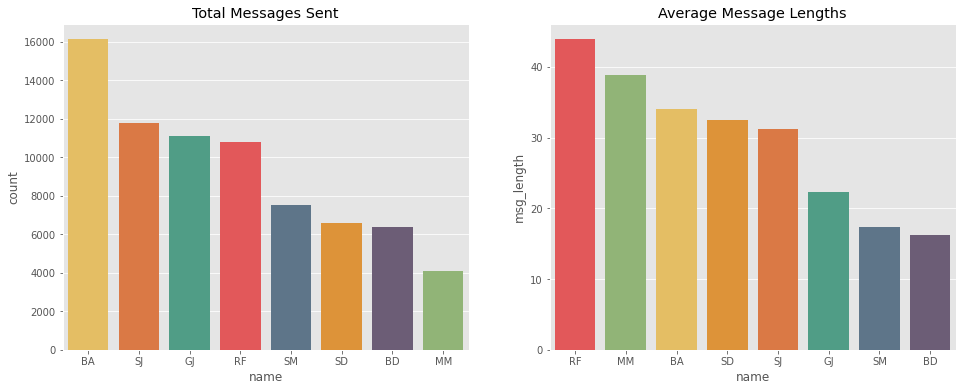 Total Messages Sent
16000
14000
12000
10000
8000
6000
4000
2000
0
count
BA SJ GJ RF SM SD BD MM
name
Average Message Lengths
40
30
20
10
0
msg_length
RF MM BA SD SJ GJ SM BD
name